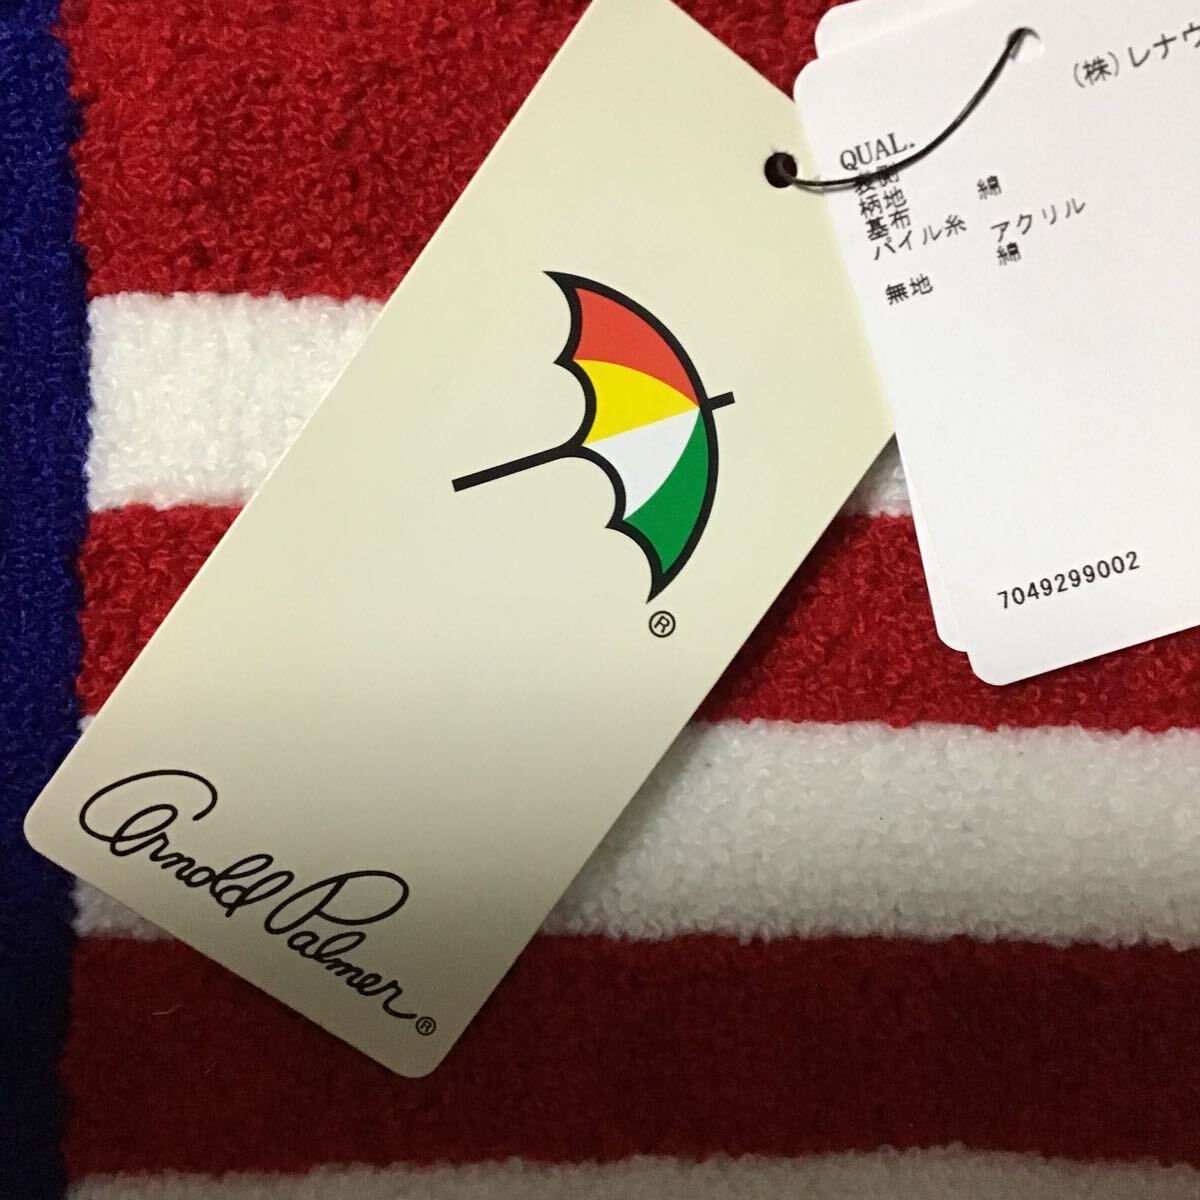 (株)レナウ
QUAL.
表側
柄地
基布 綿
パイル糸 アクリル
無地 綿
7049299002
®
Arnold Palmer®